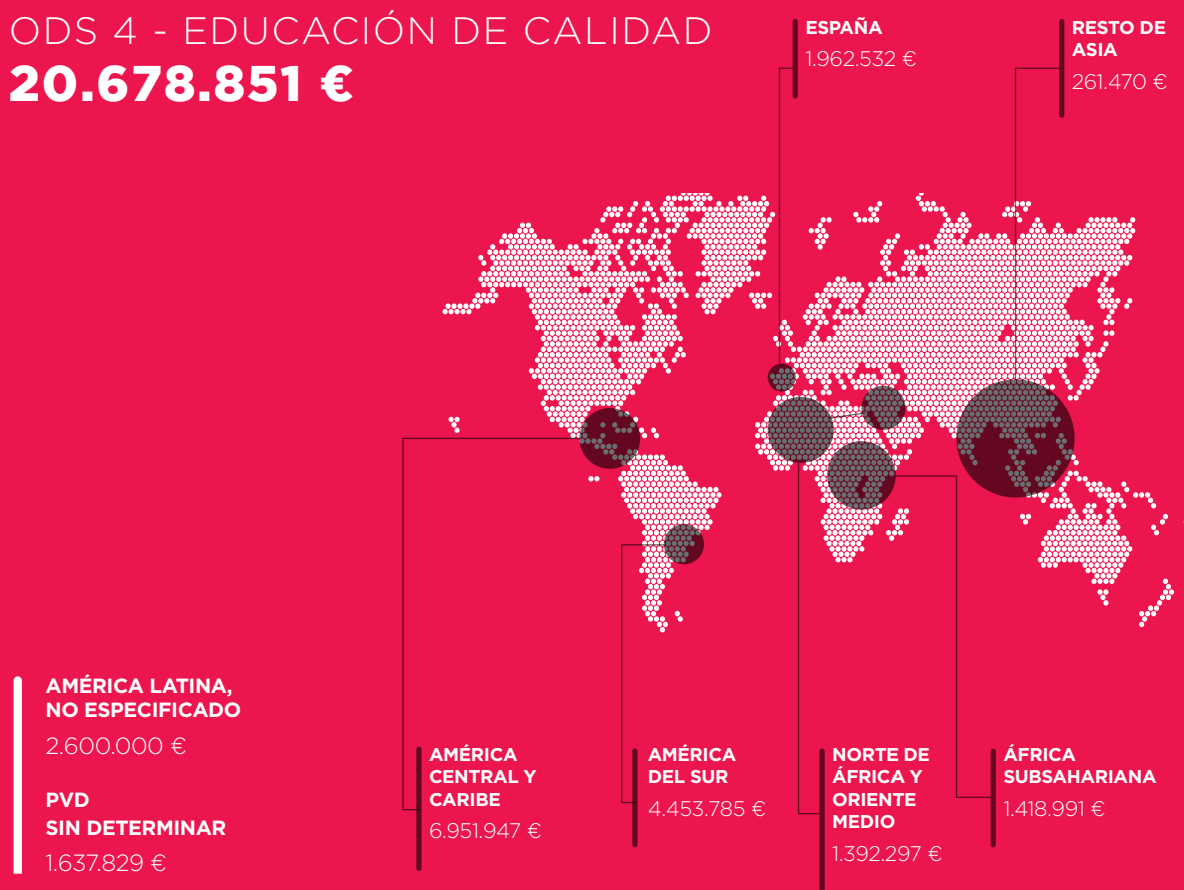 ODS 4 - EDUCACIÓN DE CALIDAD
20.678.851 €
ESPAÑA
1.962.532 €
RESTO DE
ASIA
261.470 €
AMÉRICA LATINA,
NO ESPECIFICADO
2.600.000 €
PVD
SIN DETERMINAR
1.637.829 €
AMÉRICA
CENTRAL Y
CARIBE
6.951.947 €
AMÉRICA
DEL SUR
4.453.785 €
NORTE DE
ÁFRICA Y
ORIENTE
MEDIO
1.392.297 €
ÁFRICA
SUBSAHARIANA
1.418.991 €